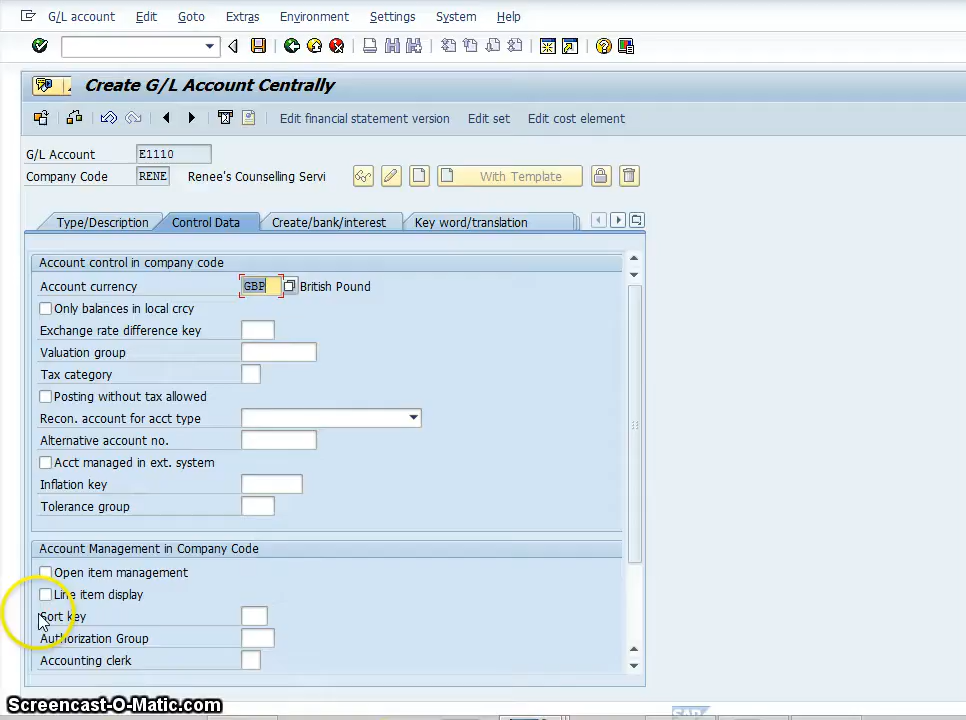 G/L account Edit Goto Extras Environment Settings System Help
Create G/L Account Centrally
Edit financial statement version Edit set Edit cost element
G/L Account E1110
Company Code RENE Renee's Counselling Servi With Template
Type/Description Control Data Create/bank/interest Key word/translation
Account control in company code
Account currency GBP British Pound
Only balances in local crcy
Exchange rate difference key
Valuation group
Tax category
Posting without tax allowed
Recon. account for acct type
Alternative account no.
Acct managed in ext. system
Inflation key
Tolerance group
Account Management in Company Code
Open item management
Line item display
Sort key
Authorization Group
Accounting clerk
Screencast-O-Matic.com
SAP